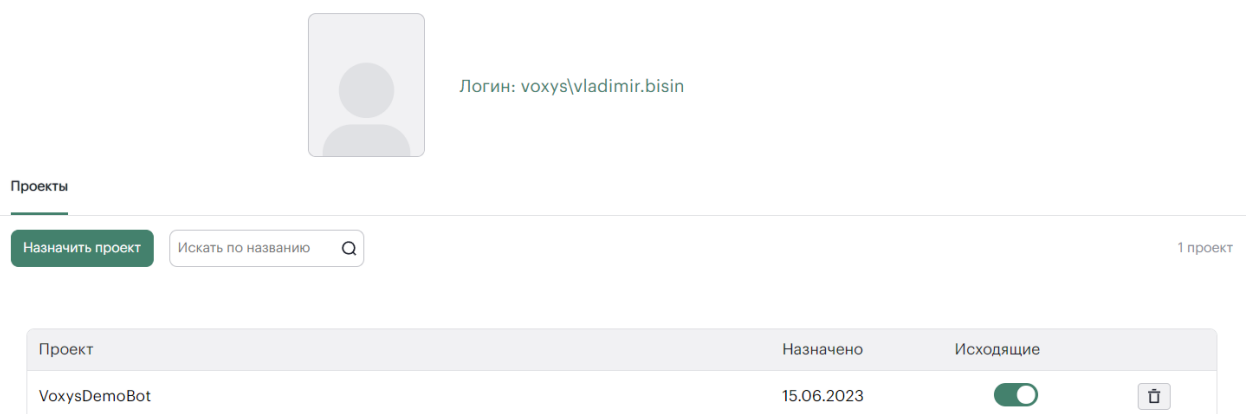 Логин: voxys\vladimir.bisin
Проекты
Назначить проект Искать по названию 1 проект
Проект Назначено Исходящие
VoxysDemoBot 15.06.2023